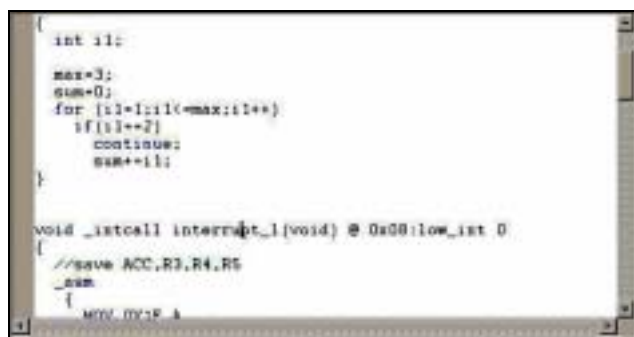 {
int i1;
max=3;
sum=0;
for (i1=1;i1<=max;i1++)
if(i1==2)
continue;
sum+=i1;
}
void _intcall interrupt_1(void) @ 0x08:low_int 0
{
//save ACC,R3,R4,R5
_asm
{
MOV A